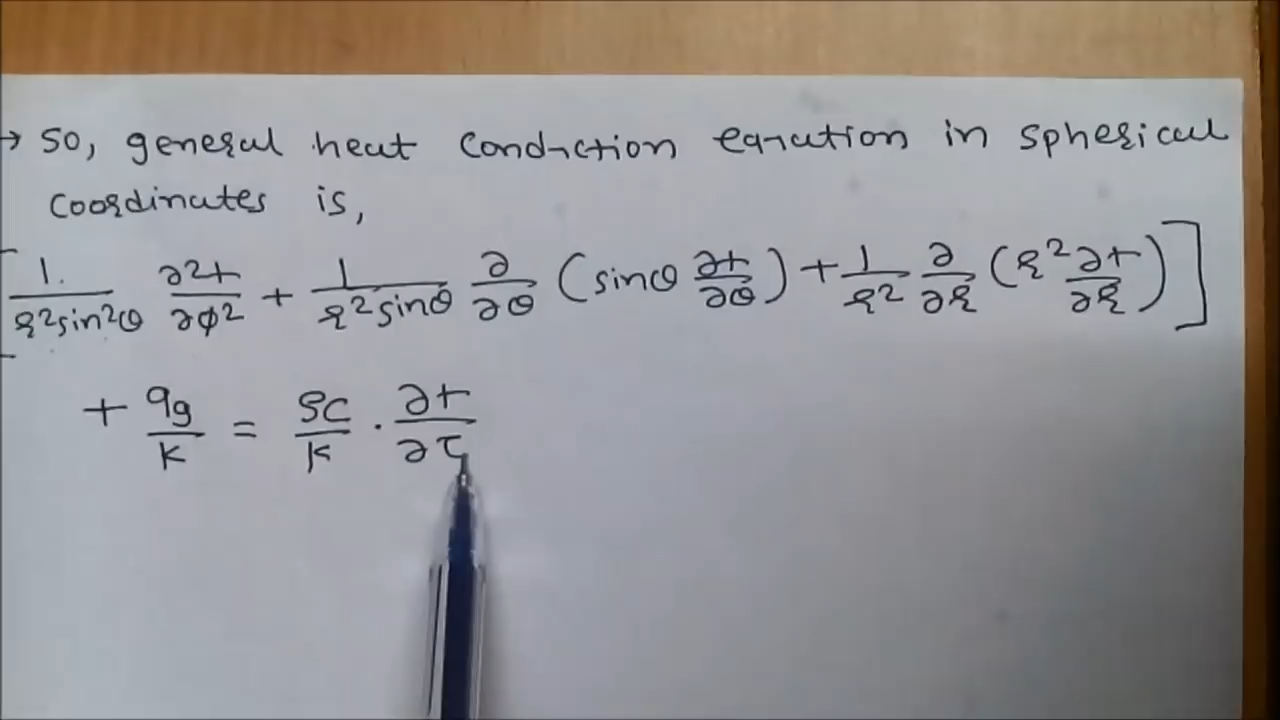 → so, general heat conduction equation in spherical
coordinates is,
[1/(r²sin²θ) ∂²t/∂φ² + 1/(r²sinθ) ∂/∂θ (sinθ ∂t/∂θ) + 1/r² ∂/∂r (r² ∂t/∂r)]
+ qg/k = ρc/k · ∂t/∂τ